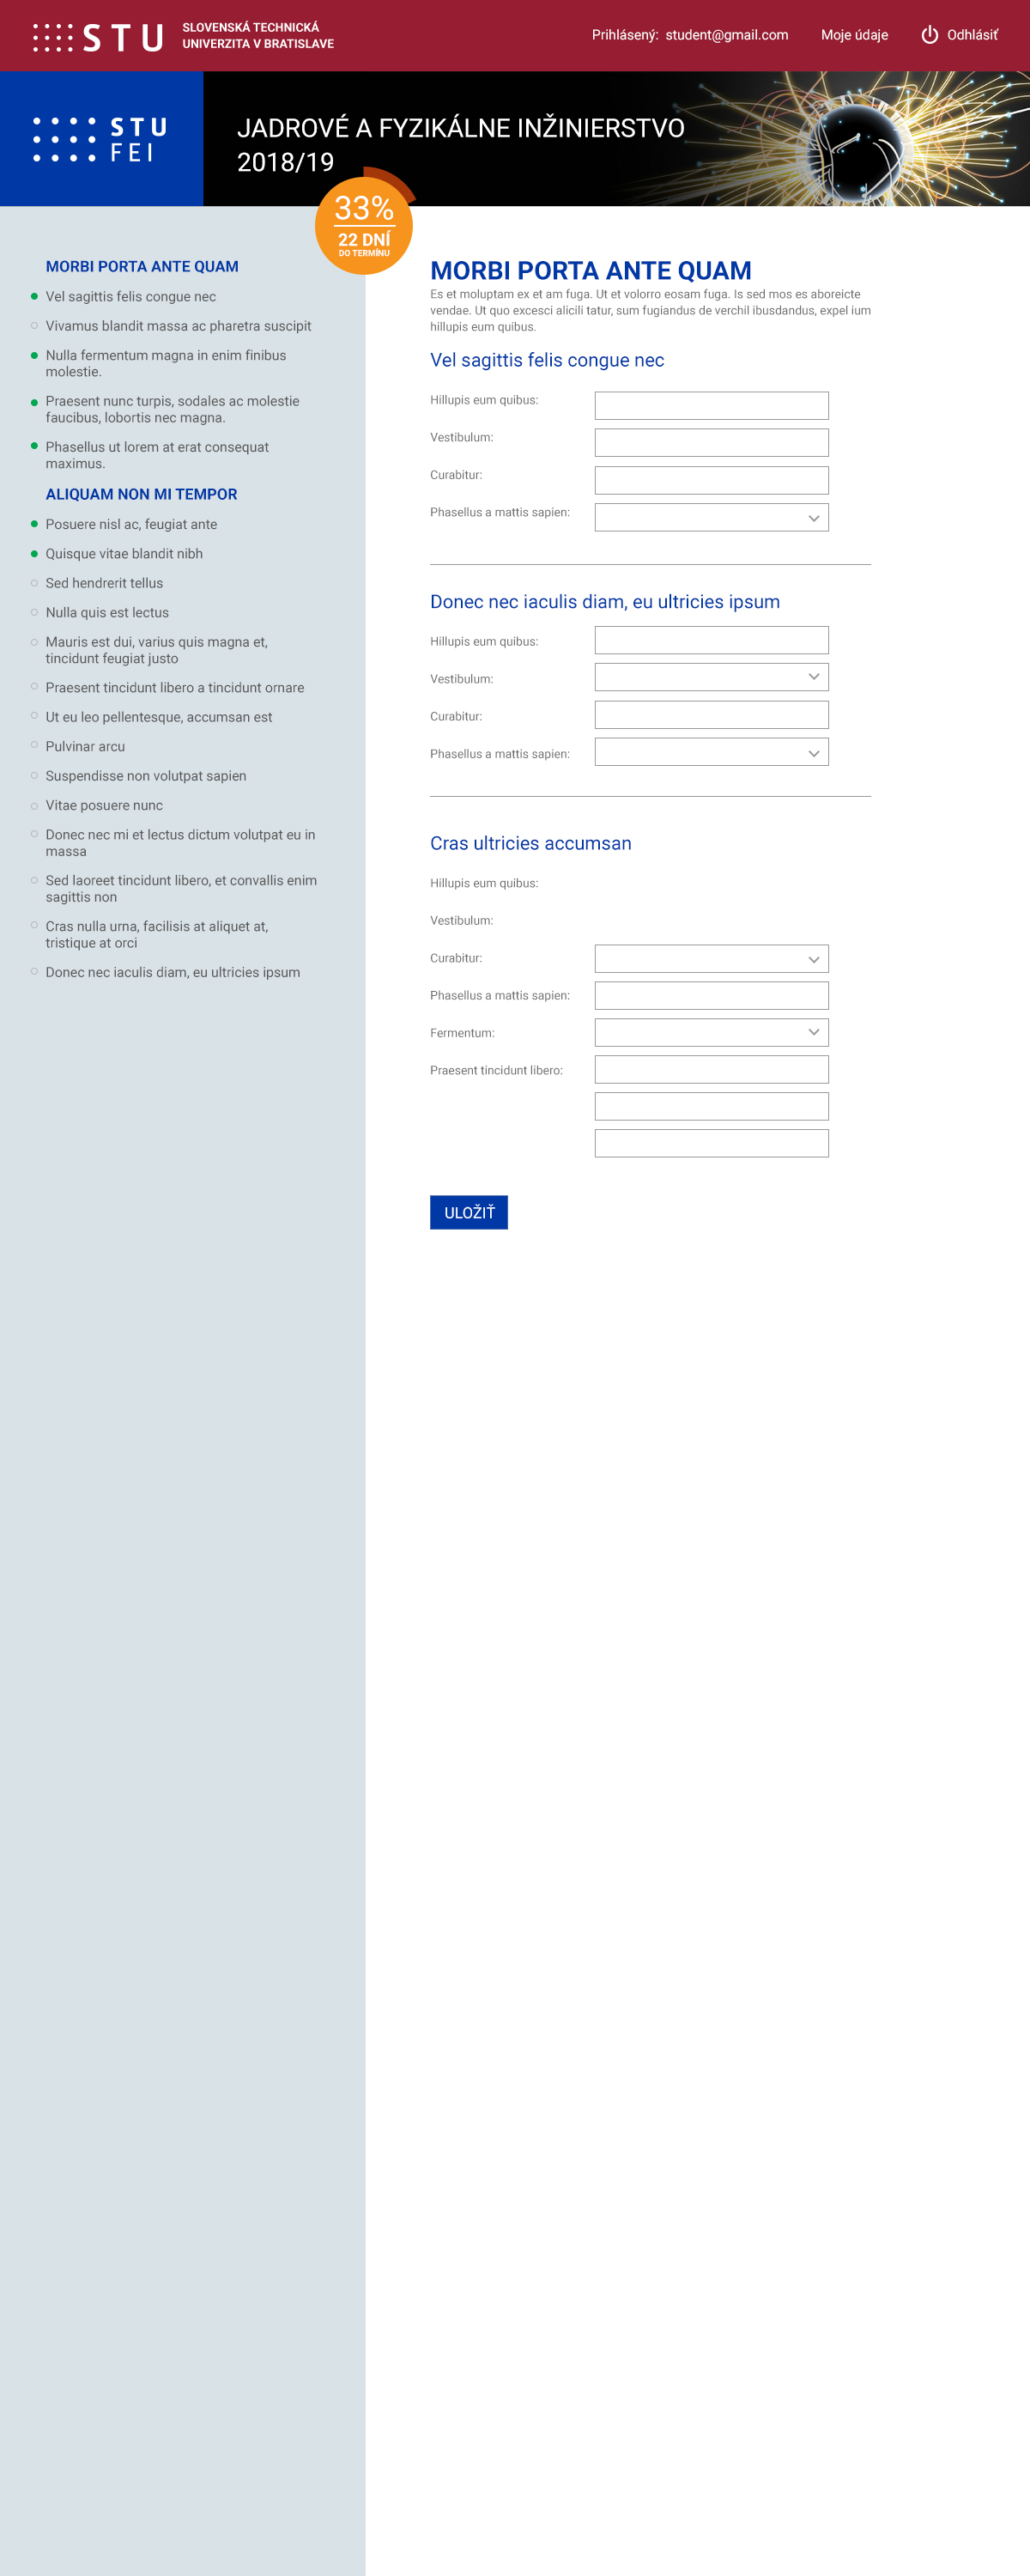 STU
SLOVENSKÁ TECHNICKÁ
UNIVERZITA V BRATISLAVE
Prihlásený: student@gmail.com
Moje údaje
Odhlásiť
STU
FEI
JADROVÉ A FYZIKÁLNE INŽINIERSTVO
2018/19
33%
22 DNÍ
DO TERMÍNU
MORBI PORTA ANTE QUAM
Vel sagittis felis congue nec
Vivamus blandit massa ac pharetra suscipit
Nulla fermentum magna in enim finibus
molestie.
Praesent nunc turpis, sodales ac molestie
faucibus, lobortis nec magna.
Phasellus ut lorem at erat consequat
maximus.
ALIQUAM NON MI TEMPOR
Posuere nisl ac, feugiat ante
Quisque vitae blandit nibh
Sed hendrerit tellus
Nulla quis est lectus
Mauris est dui, varius quis magna et,
tincidunt feugiat justo
Praesent tincidunt libero a tincidunt ornare
Ut eu leo pellentesque, accumsan est
Pulvinar arcu
Suspendisse non volutpat sapien
Vitae posuere nunc
Donec nec mi et lectus dictum volutpat eu in
massa
Sed laoreet tincidunt libero, et convallis enim
sagittis non
Cras nulla urna, facilisis at aliquet at,
tristique at orci
Donec nec iaculis diam, eu ultricies ipsum
MORBI PORTA ANTE QUAM
Es et moluptam ex et am fuga. Ut et volorro eosam fuga. Is sed mos es aboreicte
vendae. Ut quo excesci alicili tatur, sum fugiandus de verchil ibusdandus, expel ium
hillupis eum quibus.
Vel sagittis felis congue nec
Hillupis eum quibus:
Vestibulum:
Curabitur:
Phasellus a mattis sapien:
Donec nec iaculis diam, eu ultricies ipsum
Hillupis eum quibus:
Vestibulum:
Curabitur:
Phasellus a mattis sapien:
Cras ultricies accumsan
Hillupis eum quibus:
Vestibulum:
Curabitur:
Phasellus a mattis sapien:
Fermentum:
Praesent tincidunt libero:
ULOŽIŤ